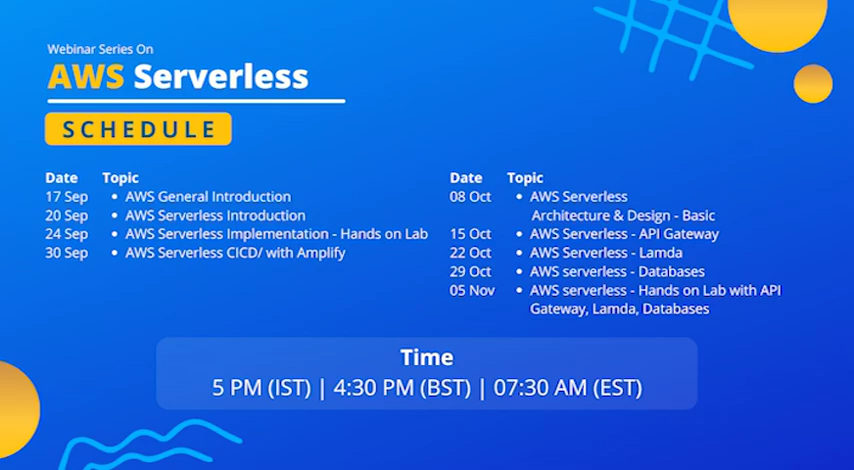 Webinar Series On
AWS Serverless
SCHEDULE
Date Topic
17 Sep • AWS General Introduction
20 Sep • AWS Serverless Introduction
24 Sep • AWS Serverless Implementation - Hands on Lab
30 Sep • AWS Serverless CICD/ with Amplify
Date Topic
08 Oct • AWS Serverless
Architecture & Design - Basic
15 Oct • AWS Serverless - API Gateway
22 Oct • AWS Serverless - Lamda
29 Oct • AWS serverless - Databases
05 Nov • AWS serverless - Hands on Lab with API
Gateway, Lamda, Databases
Time
5 PM (IST) | 4:30 PM (BST) | 07:30 AM (EST)